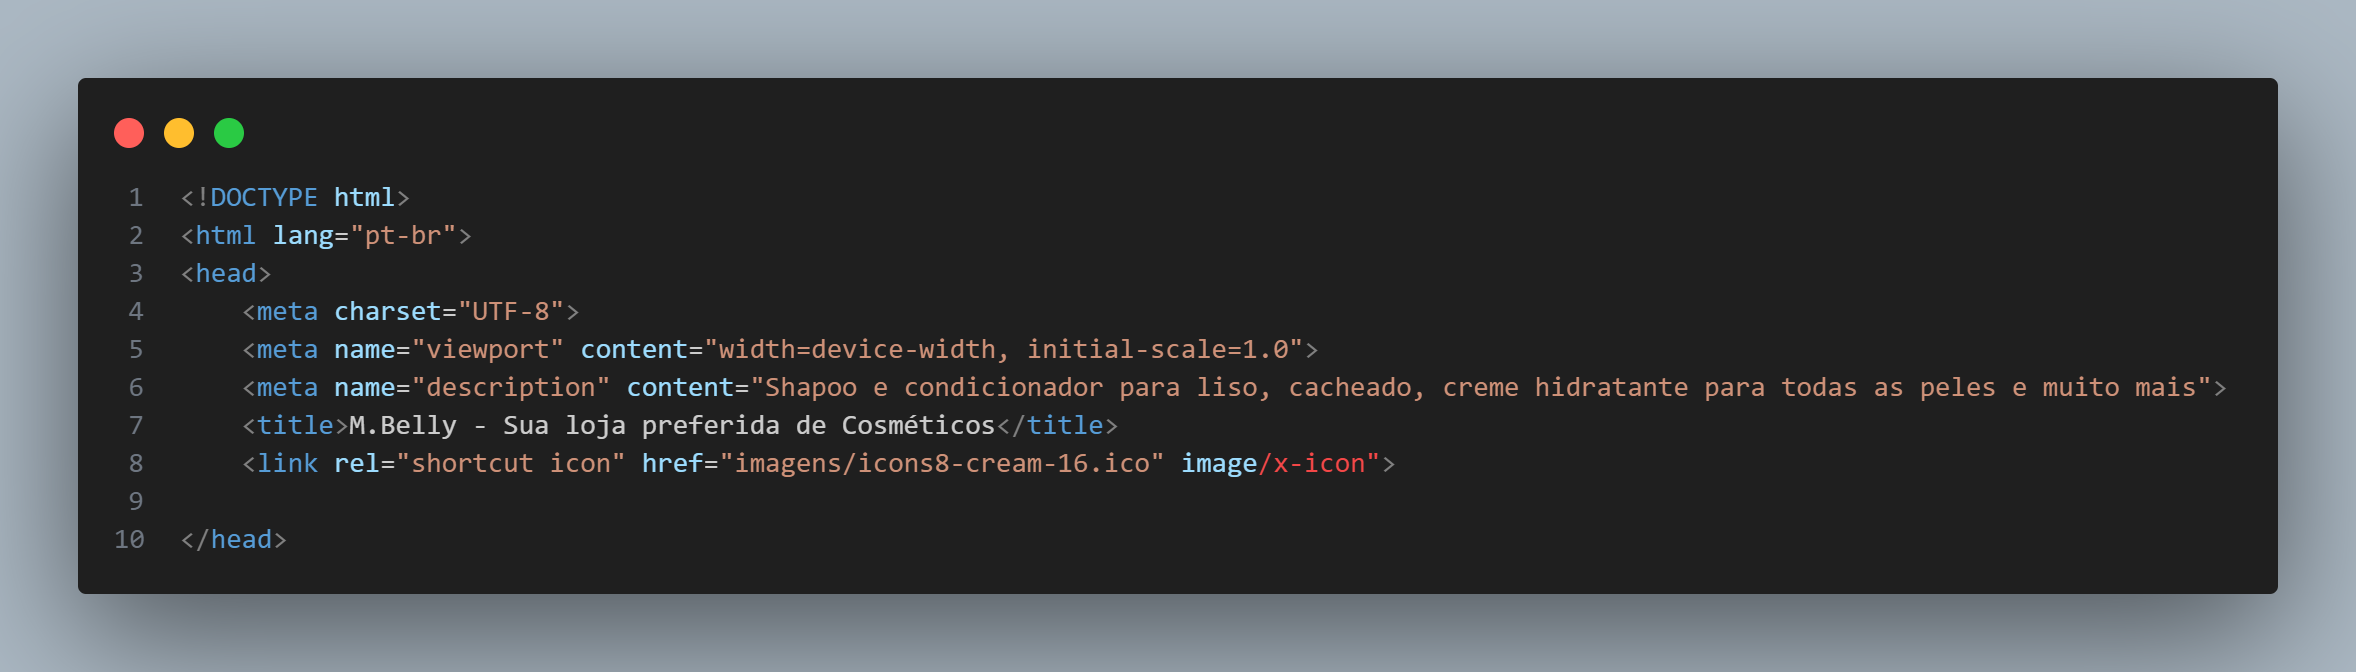 1 <!DOCTYPE html>
2 <html lang="pt-br">
3 <head>
4     <meta charset="UTF-8">
5     <meta name="viewport" content="width=device-width, initial-scale=1.0">
6     <meta name="description" content="Shapoo e condicionador para liso, cacheado, creme hidratante para todas as peles e muito mais">
7     <title>M.Belly - Sua loja preferida de Cosméticos</title>
8     <link rel="shortcut icon" href="imagens/icons8-cream-16.ico" image/x-icon">
9
10 </head>